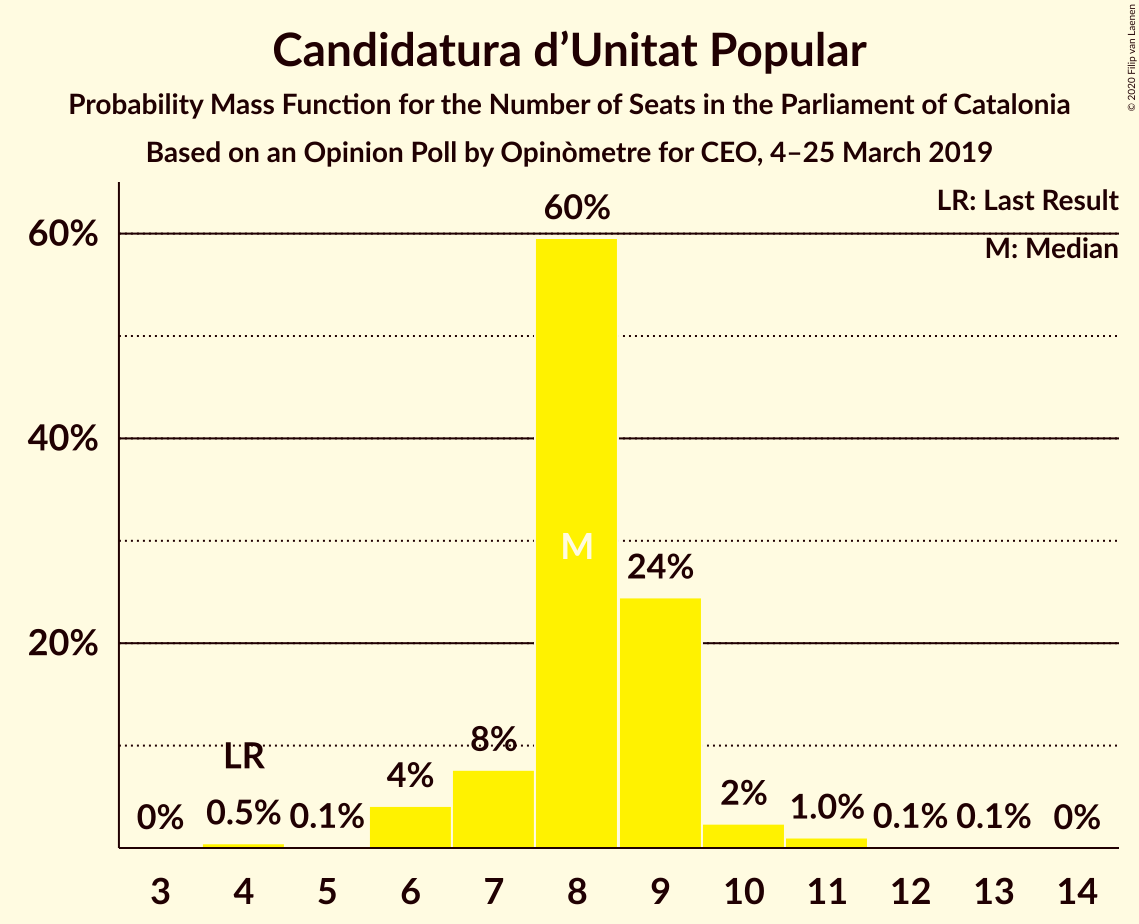 Candidatura d’Unitat Popular
Probability Mass Function for the Number of Seats in the Parliament of Catalonia
Based on an Opinion Poll by Opinòmetre for CEO, 4–25 March 2019
© 2020 Filip van Laenen
LR: Last Result
M: Median
60%
40%
20%
0%
LR
0.5%
0.1%
4%
8%
60%
M
24%
2%
1.0%
0.1%
0.1%
0%
3 4 5 6 7 8 9 10 11 12 13 14